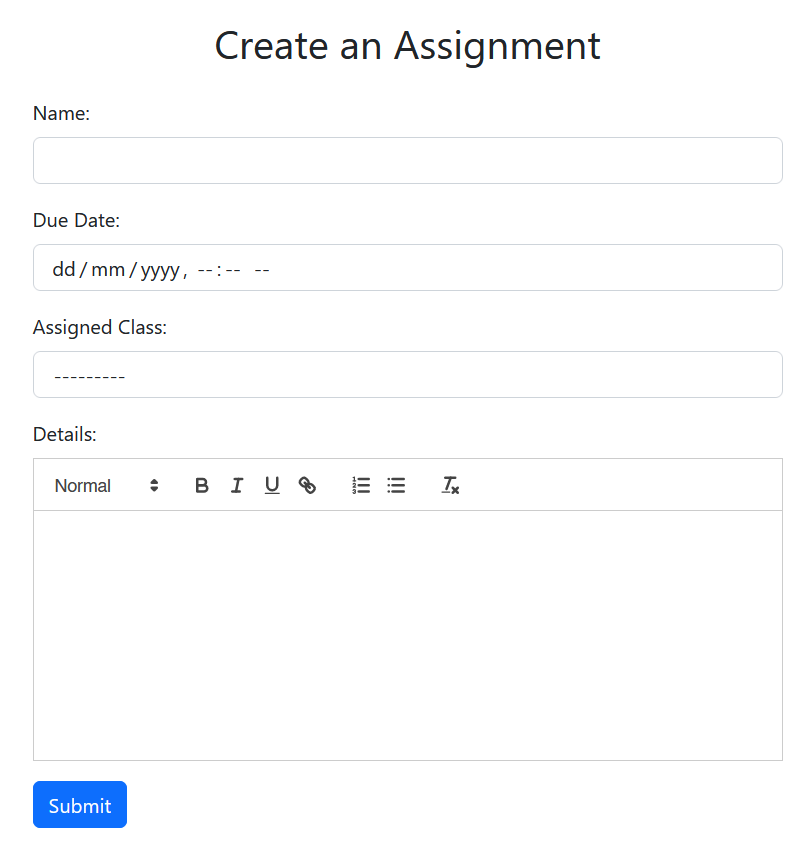 Create an Assignment
Name:
Due Date:
dd/mm/yyyy, --:-- --
Assigned Class:
---------
Details:
Normal B I U
Submit